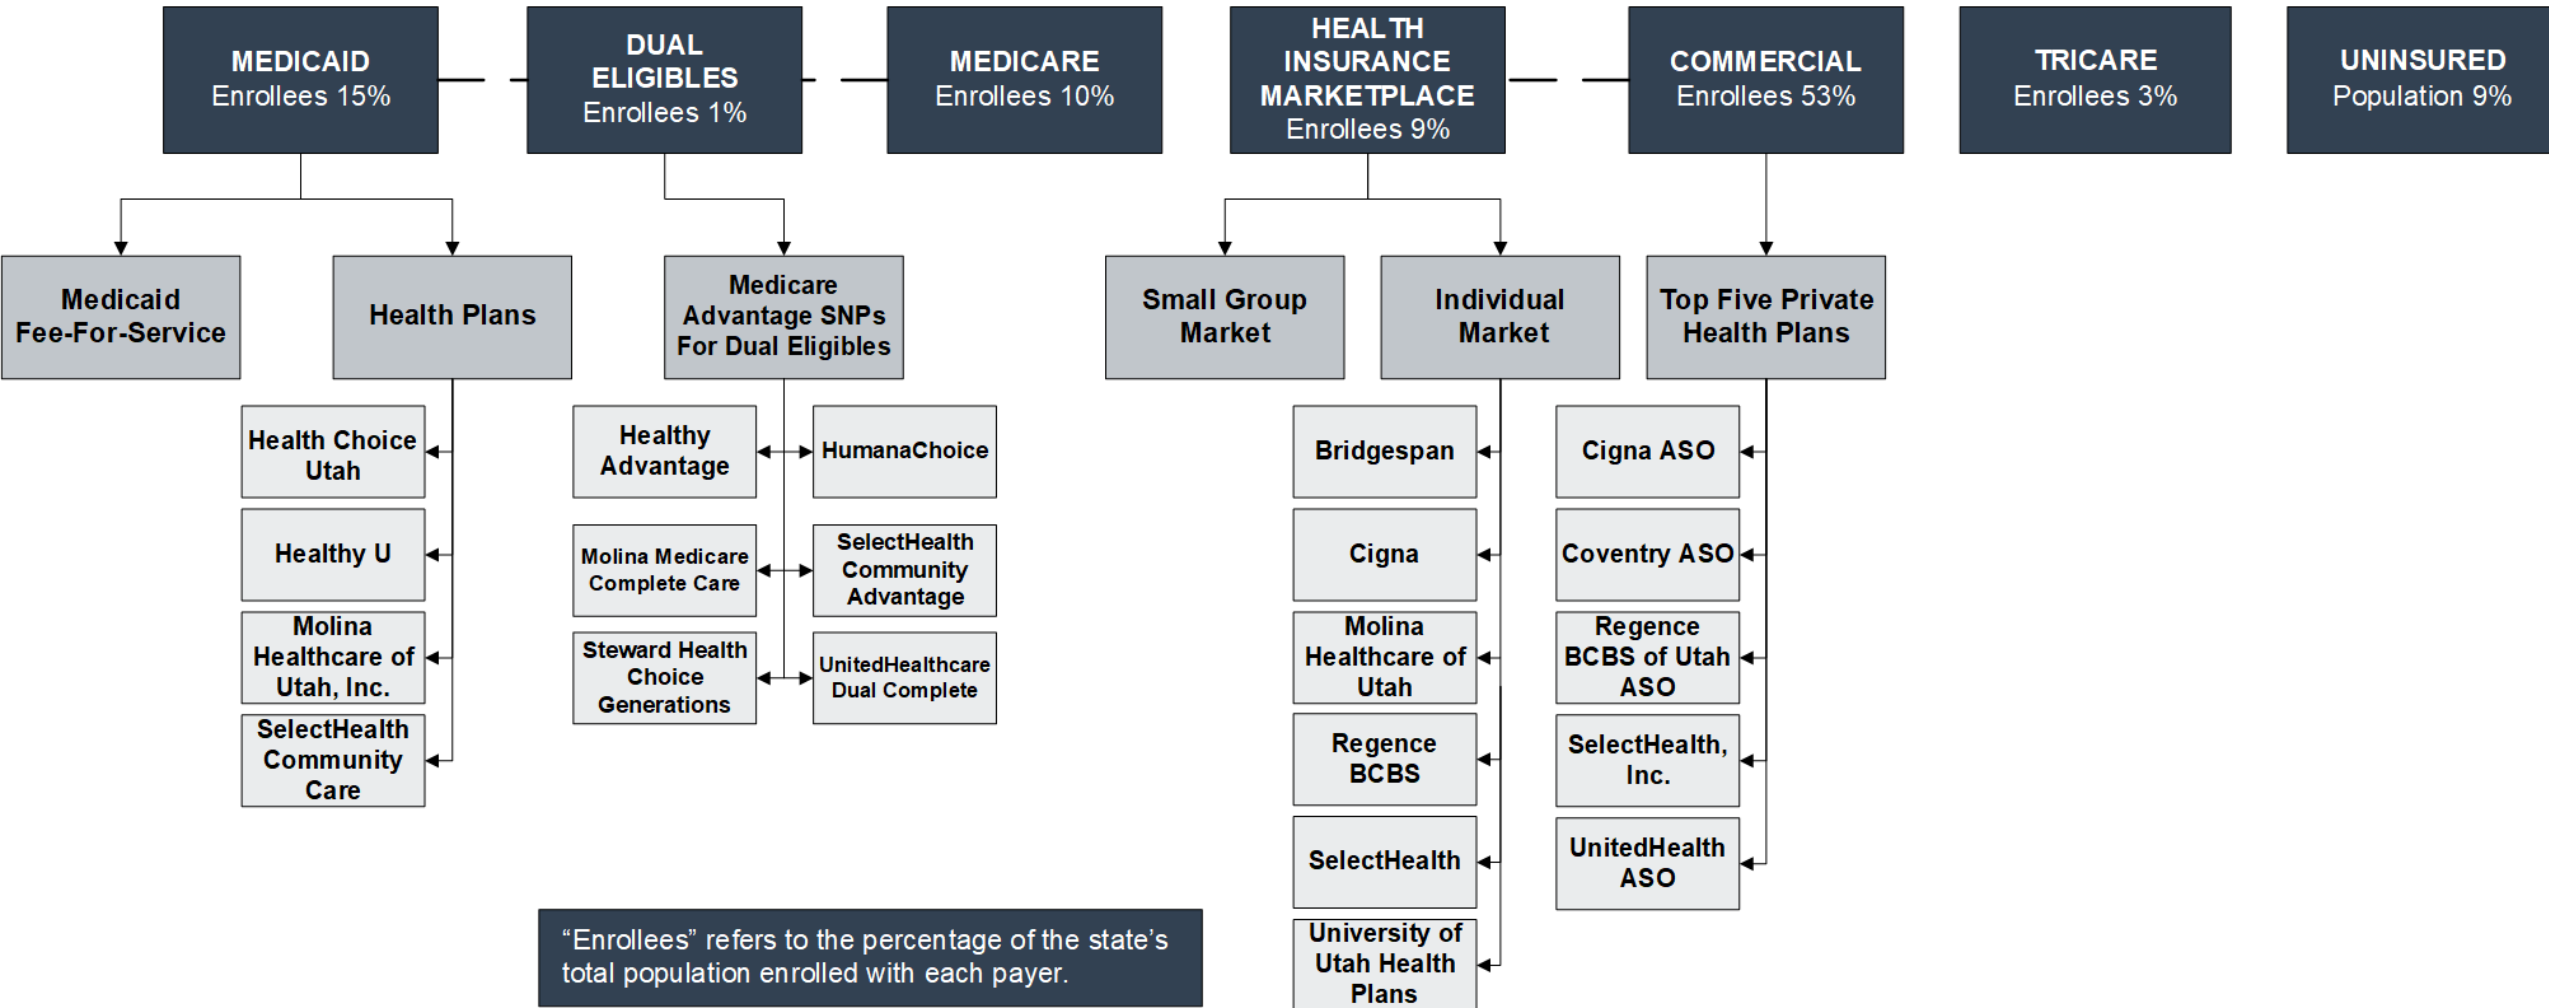 MEDICAID
Enrollees 15%
DUAL
ELIGIBLES
Enrollees 1%
MEDICARE
Enrollees 10%
HEALTH
INSURANCE
MARKETPLACE
Enrollees 9%
COMMERCIAL
Enrollees 53%
TRICARE
Enrollees 3%
UNINSURED
Population 9%
Medicaid
Fee-For-Service
Health Plans
Medicare
Advantage SNPs
For Dual Eligibles
Small Group
Market
Individual
Market
Top Five Private
Health Plans
Health Choice
Utah
Healthy U
Molina
Healthcare of
Utah, Inc.
SelectHealth
Community
Care
Healthy
Advantage
HumanaChoice
Molina Medicare
Complete Care
SelectHealth
Community
Advantage
Steward Health
Choice
Generations
UnitedHealthcare
Dual Complete
Bridgespan
Cigna
Molina
Healthcare of
Utah
Regence
BCBS
SelectHealth
University of
Utah Health
Plans
Cigna ASO
Coventry ASO
Regence
BCBS of Utah
ASO
SelectHealth,
Inc.
UnitedHealth
ASO
“Enrollees” refers to the percentage of the state’s
total population enrolled with each payer.